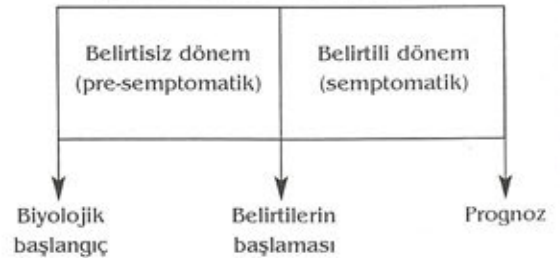 Belirtisiz dönem
(pre-semptomatik)
Belirtili dönem
(semptomatik)
Biyolojik
başlangıç
Belirtilerin
başlaması
Prognoz